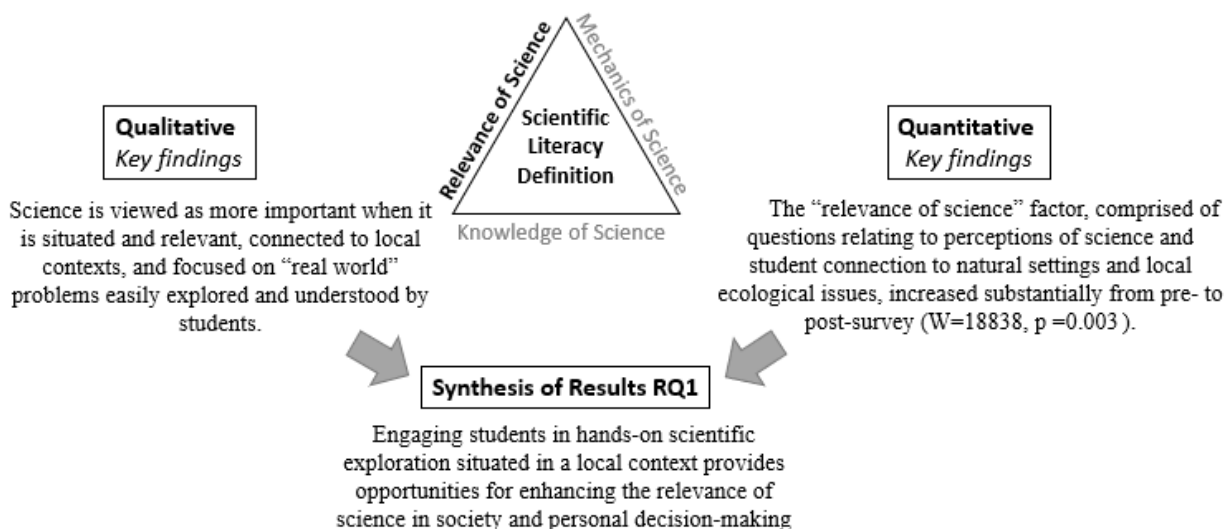 Relevance of Science
Mechanics of Science
Scientific
Literacy
Definition
Knowledge of Science
Qualitative
Key findings
Science is viewed as more important when it
is situated and relevant, connected to local
contexts, and focused on “real world”
problems easily explored and understood by
students.
Quantitative
Key findings
The “relevance of science” factor, comprised of
questions relating to perceptions of science and
student connection to natural settings and local
ecological issues, increased substantially from pre- to
post-survey (W=18838, p =0.003 ).
Synthesis of Results RQ1
Engaging students in hands-on scientific
exploration situated in a local context provides
opportunities for enhancing the relevance of
science in society and personal decision-making